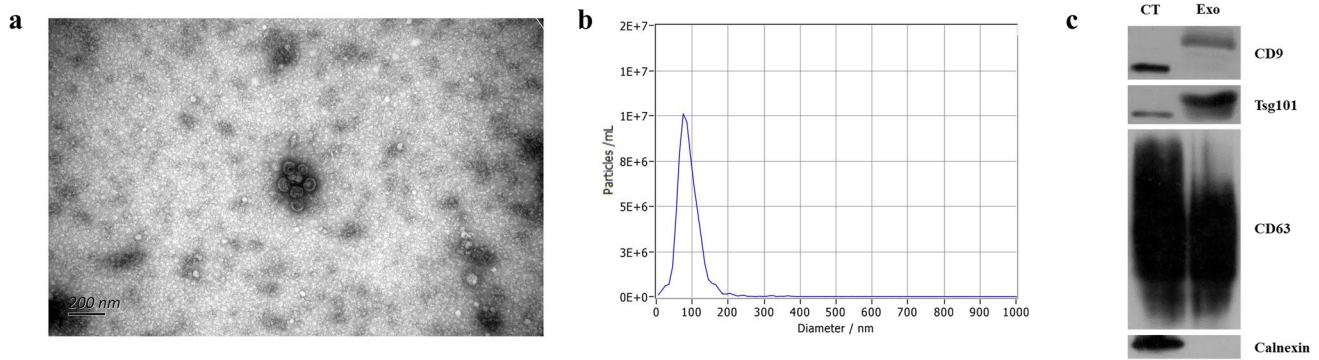 a
200 nm
b
Particles /mL
2E+7
1E+7
1E+7
8E+6
5E+6
3E+6
0E+0
0 100 200 300 400 500 600 700 800 900 1000
Diameter / nm
c
CT Exo
CD9
Tsg101
CD63
Calnexin